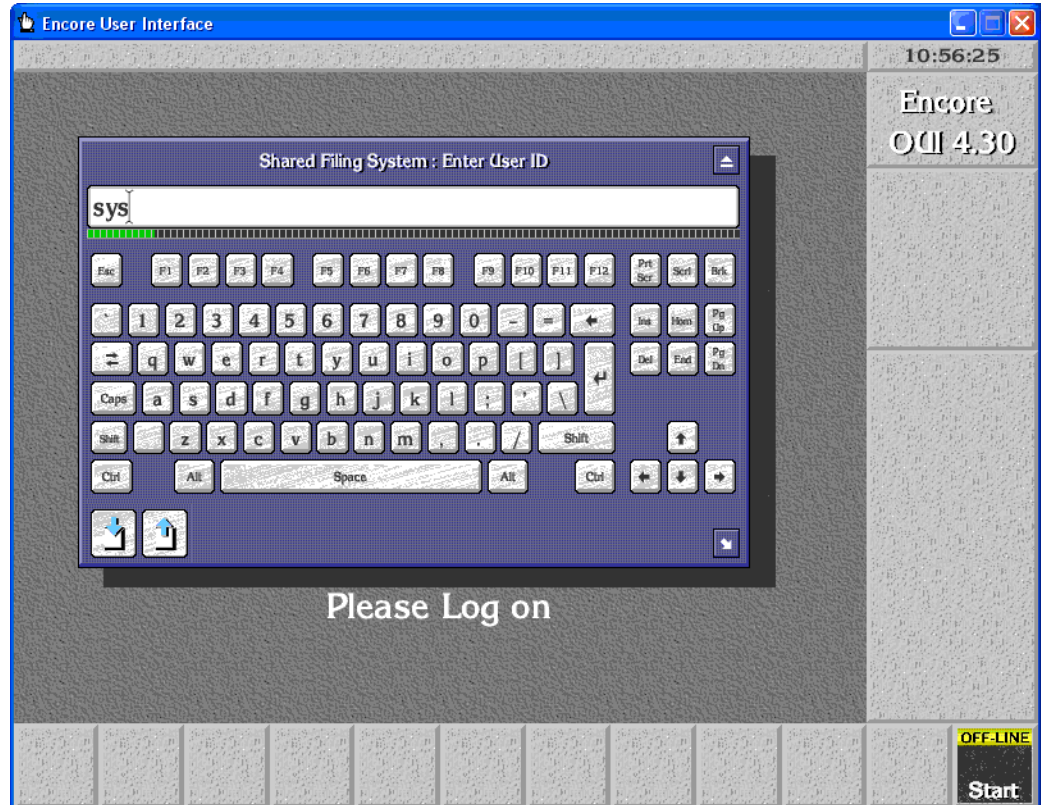 Encore User Interface
10:56:25
Encore
OUI 4.30
Shared Filing System : Enter User ID
sys
Esc F1 F2 F3 F4 F5 F6 F7 F8 F9 F10 F11 F12 Prt Scr Scrl Brk
` 1 2 3 4 5 6 7 8 9 0 - = Ins Hom Pg Up
q w e r t y u i o p [ ] Del End Pg Dn
Caps a s d f g h j k l ; ' \
Shift z x c v b n m , . / Shift
Ctrl Alt Space Alt Ctrl
Please Log on
OFF-LINE
Start